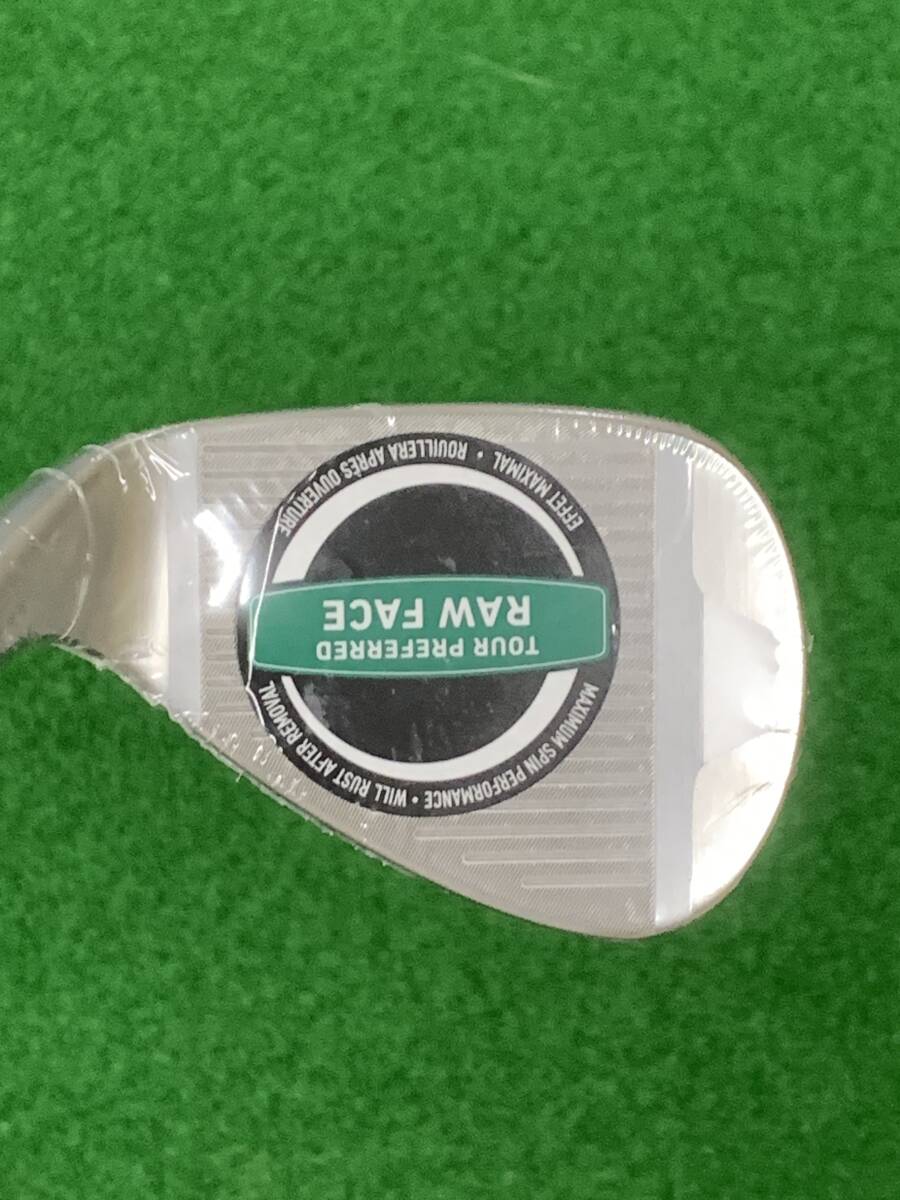 TOUR PREFERRED
RAW FACE
MAXIMUM SPIN PERFORMANCE • WILL RUST AFTER REMOVAL
EFFET MAXIMAL • ROUILLERA APRÈS OUVERTURE